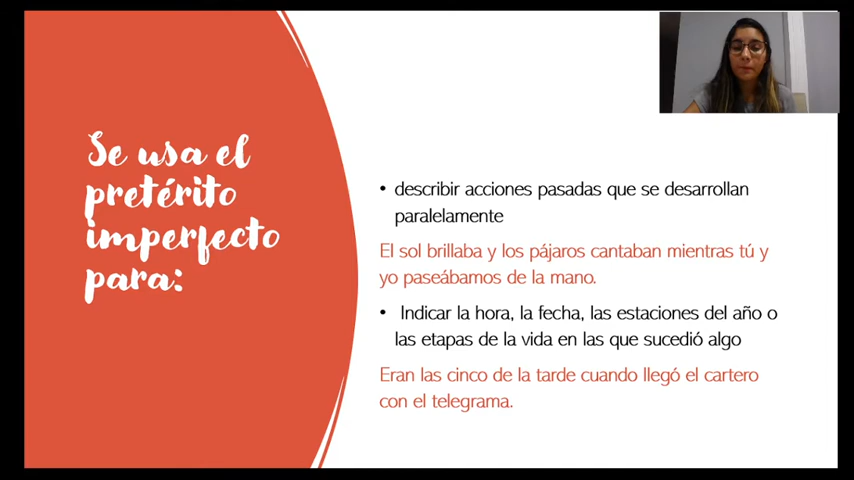 Se usa el
pretérito
imperfecto
para:
• describir acciones pasadas que se desarrollan
paralelamente
El sol brillaba y los pájaros cantaban mientras tú y
yo paseábamos de la mano.
• Indicar la hora, la fecha, las estaciones del año o
las etapas de la vida en las que sucedió algo
Eran las cinco de la tarde cuando llegó el cartero
con el telegrama.